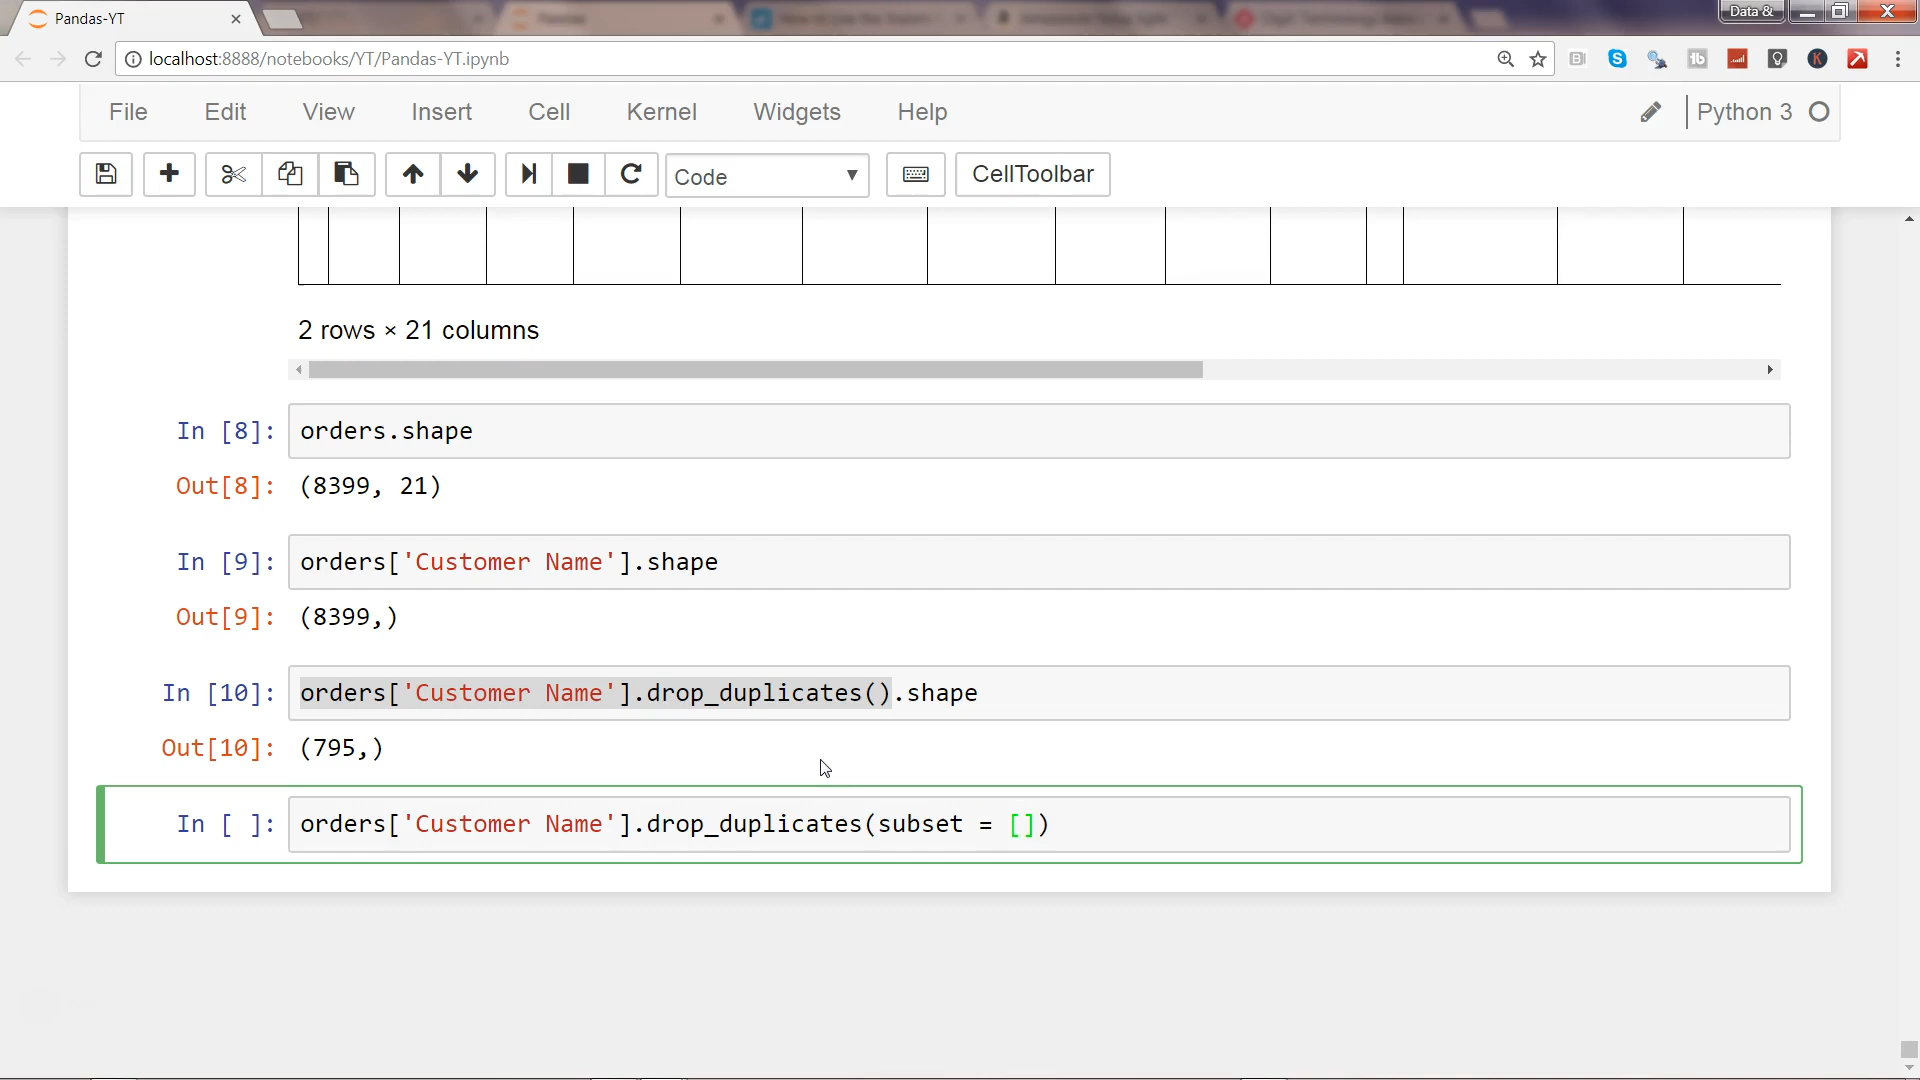 Pandas-YT
Pandas
Data &
localhost:8888/notebooks/YT/Pandas-YT.ipynb
File Edit View Insert Cell Kernel Widgets Help
Python 3
Code
CellToolbar
2 rows × 21 columns
In [8]: orders.shape
Out[8]: (8399, 21)
In [9]: orders['Customer Name'].shape
Out[9]: (8399,)
In [10]: orders['Customer Name'].drop_duplicates().shape
Out[10]: (795,)
In [ ]: orders['Customer Name'].drop_duplicates(subset = [])